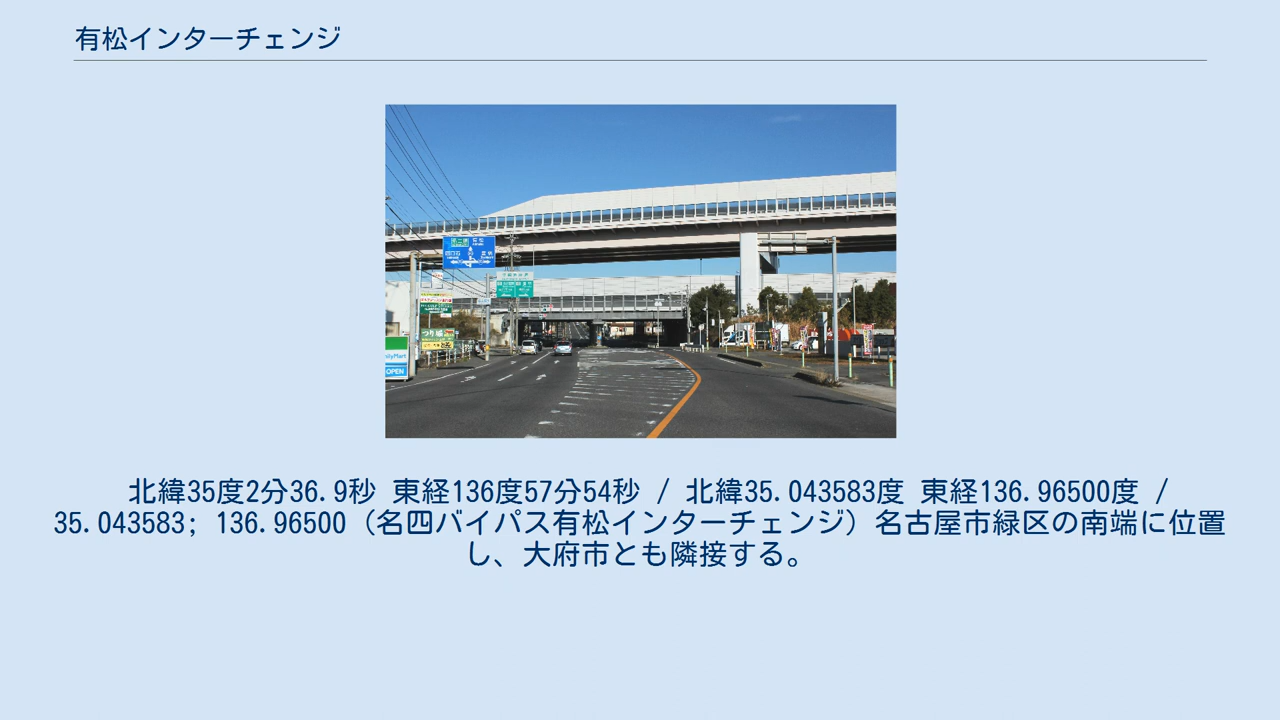 有松インターチェンジ
つり堀
lyMart
OPEN
北緯35度2分36.9秒 東経136度57分54秒 / 北緯35.043583度 東経136.96500度 /
35.043583; 136.96500（名四バイパス有松インターチェンジ）名古屋市緑区の南端に位置
し、大府市とも隣接する。